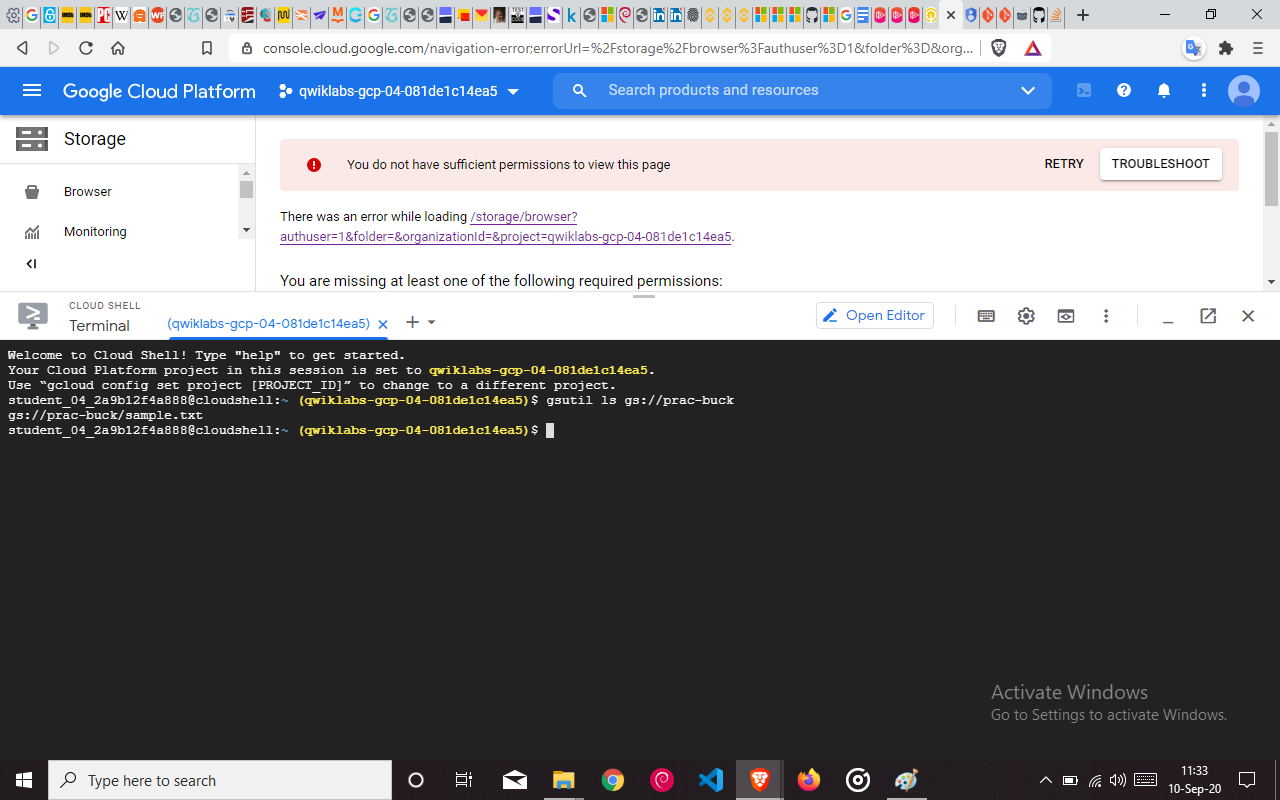 console.cloud.google.com/navigation-error;errorUrl=%2Fstorage%2Fbrowser%3Fauthuser%3D1&folder%3D&org...
Google Cloud Platform
qwiklabs-gcp-04-081de1c14ea5
Search products and resources
Storage
Browser
Monitoring
You do not have sufficient permissions to view this page
RETRY
TROUBLESHOOT
There was an error while loading /storage/browser?
authuser=1&folder=&organizationId=&project=qwiklabs-gcp-04-081de1c14ea5.
You are missing at least one of the following required permissions:
CLOUD SHELL
Terminal
(qwiklabs-gcp-04-081de1c14ea5)
Open Editor
Welcome to Cloud Shell! Type "help" to get started.
Your Cloud Platform project in this session is set to qwiklabs-gcp-04-081de1c14ea5.
Use “gcloud config set project [PROJECT_ID]” to change to a different project.
student_04_2a9b12f4a888@cloudshell:~ (qwiklabs-gcp-04-081de1c14ea5)$ gsutil ls gs://prac-buck
gs://prac-buck/sample.txt
student_04_2a9b12f4a888@cloudshell:~ (qwiklabs-gcp-04-081de1c14ea5)$
Activate Windows
Go to Settings to activate Windows.
Type here to search
11:33
10-Sep-20